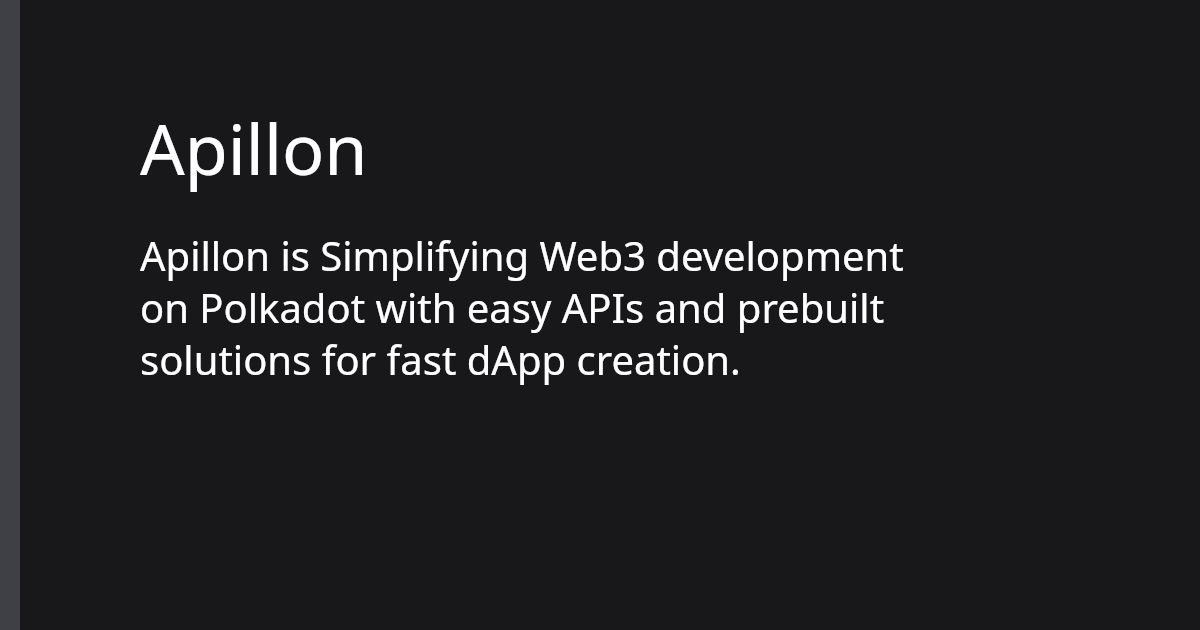 Apillon
Apillon is Simplifying Web3 development
on Polkadot with easy APIs and prebuilt
solutions for fast dApp creation.